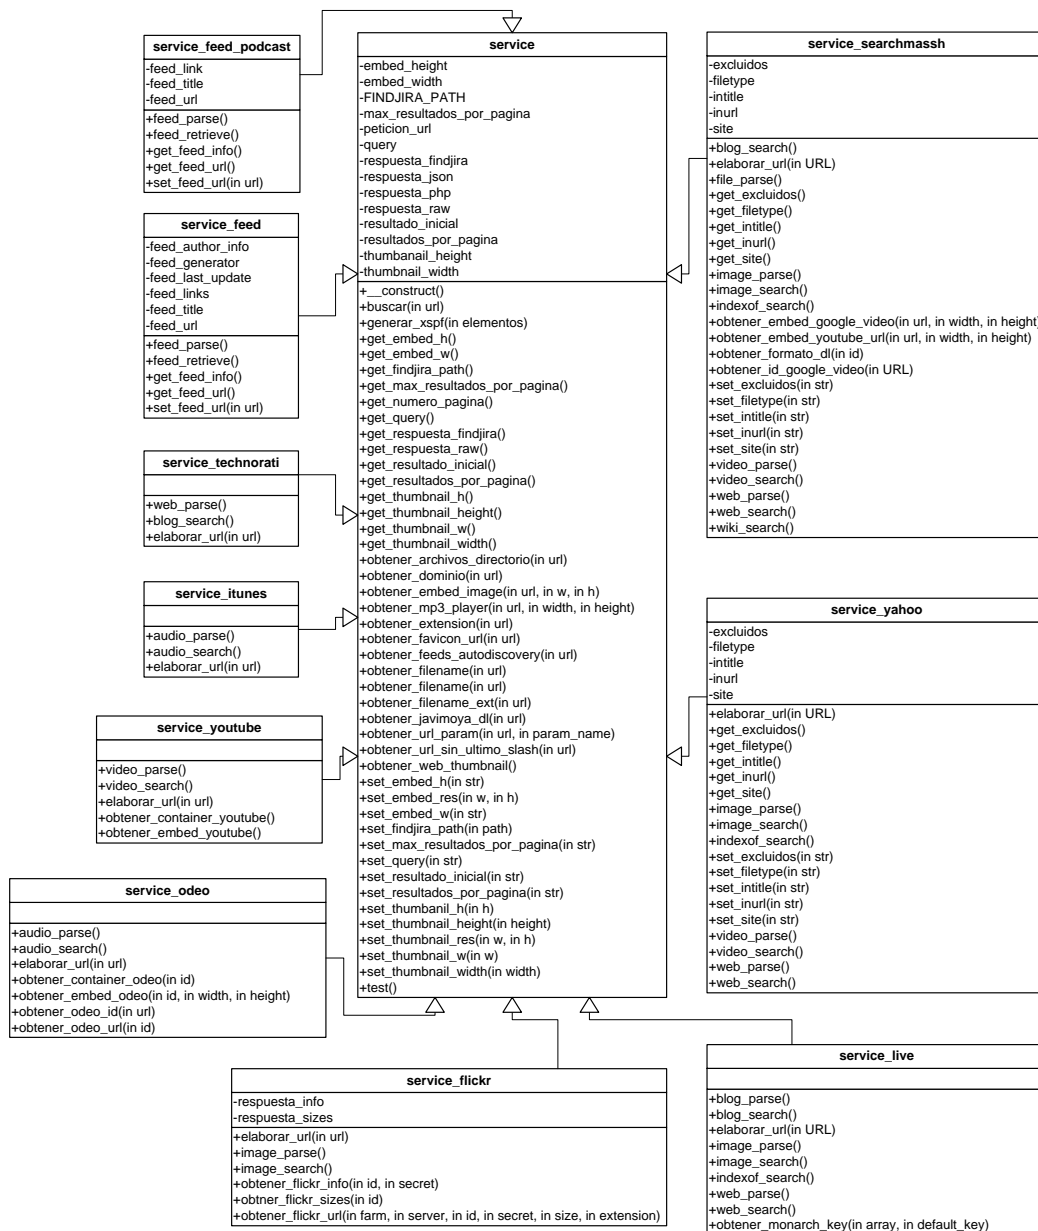 service_feed_podcast
-feed_link
-feed_title
-feed_url
+feed_parse()
+feed_retrieve()
+get_feed_info()
+get_feed_url()
+set_feed_url(in url)
service_feed
-feed_author_info
-feed_generator
-feed_last_update
-feed_links
-feed_title
-feed_url
+feed_parse()
+feed_retrieve()
+get_feed_info()
+get_feed_url()
+set_feed_url(in url)
service_technorati
+web_parse()
+blog_search()
+elaborar_url(in url)
service_itunes
+audio_parse()
+audio_search()
+elaborar_url(in url)
service_youtube
+video_parse()
+video_search()
+elaborar_url(in url)
+obtener_container_youtube()
+obtener_embed_youtube()
service_odeo
+audio_parse()
+audio_search()
+elaborar_url(in url)
+obtener_container_odeo(in id)
+obtener_embed_odeo(in id, in width, in height)
+obtener_odeo_id(in url)
+obtener_odeo_url(in id)
service
-embed_height
-embed_width
-FINDJIRA_PATH
-max_resultados_por_pagina
-peticion_url
-query
-respuesta_findjira
-respuesta_json
-respuesta_php
-respuesta_raw
-resultado_inicial
-resultados_por_pagina
-thumbanail_height
-thumbnail_width
+__construct()
+buscar(in url)
+generar_xspf(in elementos)
+get_embed_h()
+get_embed_w()
+get_findjira_path()
+get_max_resultados_por_pagina()
+get_numero_pagina()
+get_query()
+get_respuesta_findjira()
+get_respuesta_raw()
+get_resultado_inicial()
+get_resultados_por_pagina()
+get_thumbnail_h()
+get_thumbnail_height()
+get_thumbnail_w()
+get_thumbnail_width()
+obtener_archivos_directorio(in url)
+obtener_dominio(in url)
+obtener_embed_image(in url, in w, in h)
+obtener_mp3_player(in url, in width, in height)
+obtener_extension(in url)
+obtener_favicon_url(in url)
+obtener_feeds_autodiscovery(in url)
+obtener_filename(in url)
+obtener_filename(in url)
+obtener_filename_ext(in url)
+obtener_javimoya_dl(in url)
+obtener_url_param(in url, in param_name)
+obtener_url_sin_ultimo_slash(in url)
+obtener_web_thumbnail()
+set_embed_h(in str)
+set_embed_res(in w, in h)
+set_embed_w(in str)
+set_findjira_path(in path)
+set_max_resultados_por_pagina(in str)
+set_query(in str)
+set_resultado_inicial(in str)
+set_resultados_por_pagina(in str)
+set_thumbanil_h(in h)
+set_thumbnail_height(in height)
+set_thumbnail_res(in w, in h)
+set_thumbnail_w(in w)
+set_thumbnail_width(in width)
+test()
service_flickr
-respuesta_info
-respuesta_sizes
+elaborar_url(in url)
+image_parse()
+image_search()
+obtener_flickr_info(in id, in secret)
+obtner_flickr_sizes(in id)
+obtener_flickr_url(in farm, in server, in id, in secret, in size, in extension)
service_searchmassh
-excluidos
-filetype
-intitle
-inurl
-site
+blog_search()
+elaborar_url(in URL)
+file_parse()
+get_excluidos()
+get_filetype()
+get_intitle()
+get_inurl()
+get_site()
+image_parse()
+image_search()
+indexof_search()
+obtener_embed_google_video(in url, in width, in height)
+obtener_embed_youtube_url(in url, in width, in height)
+obtener_formato_dl(in id)
+obtener_id_google_video(in URL)
+set_excluidos(in str)
+set_filetype(in str)
+set_intitle(in str)
+set_inurl(in str)
+set_site(in str)
+video_parse()
+video_search()
+web_parse()
+web_search()
+wiki_search()
service_yahoo
-excluidos
-filetype
-intitle
-inurl
-site
+elaborar_url(in URL)
+get_excluidos()
+get_filetype()
+get_intitle()
+get_inurl()
+get_site()
+image_parse()
+image_search()
+indexof_search()
+set_excluidos(in str)
+set_filetype(in str)
+set_intitle(in str)
+set_inurl(in str)
+set_site(in str)
+video_parse()
+video_search()
+web_parse()
+web_search()
service_live
+blog_parse()
+blog_search()
+elaborar_url(in URL)
+image_parse()
+image_search()
+indexof_search()
+web_parse()
+web_search()
+obtener_monarch_key(in array, in default_key)